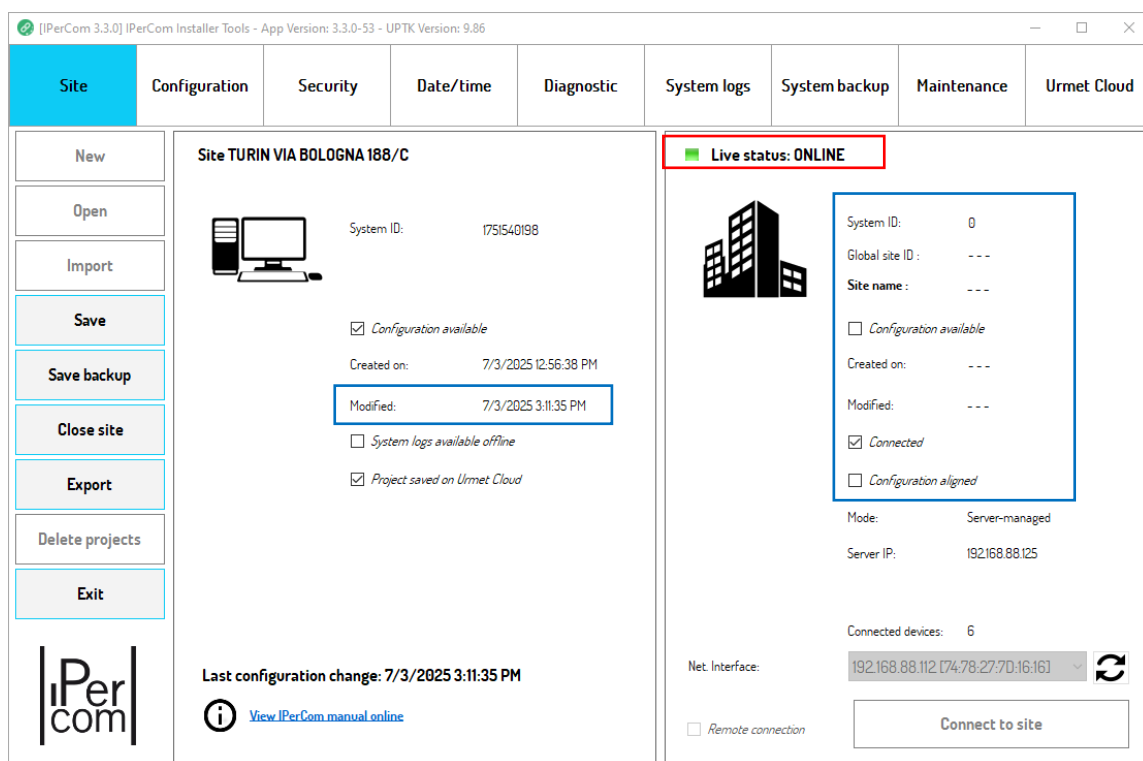 [IPerCom 3.3.0] IPerCom Installer Tools - App Version: 3.3.0-53 - UPTK Version: 9.86
Site
Configuration
Security
Date/time
Diagnostic
System logs
System backup
Maintenance
Urmet Cloud
New
Open
Import
Save
Save backup
Close site
Export
Delete projects
Exit
IPer
com
Site TURIN VIA BOLOGNA 188/C
System ID: 1751540198
Configuration available
Created on: 7/3/2025 12:56:38 PM
Modified: 7/3/2025 3:11:35 PM
System logs available offline
Project saved on Urmet Cloud
Last configuration change: 7/3/2025 3:11:35 PM
View IPerCom manual online
Live status: ONLINE
System ID: 0
Global site ID : ---
Site name : ---
Configuration available
Created on: ---
Modified: ---
Connected
Configuration aligned
Mode: Server-managed
Server IP: 192.168.88.125
Connected devices: 6
Net. Interface: 192.168.88.112 [74:78:27:7D:16:16]
Remote connection
Connect to site